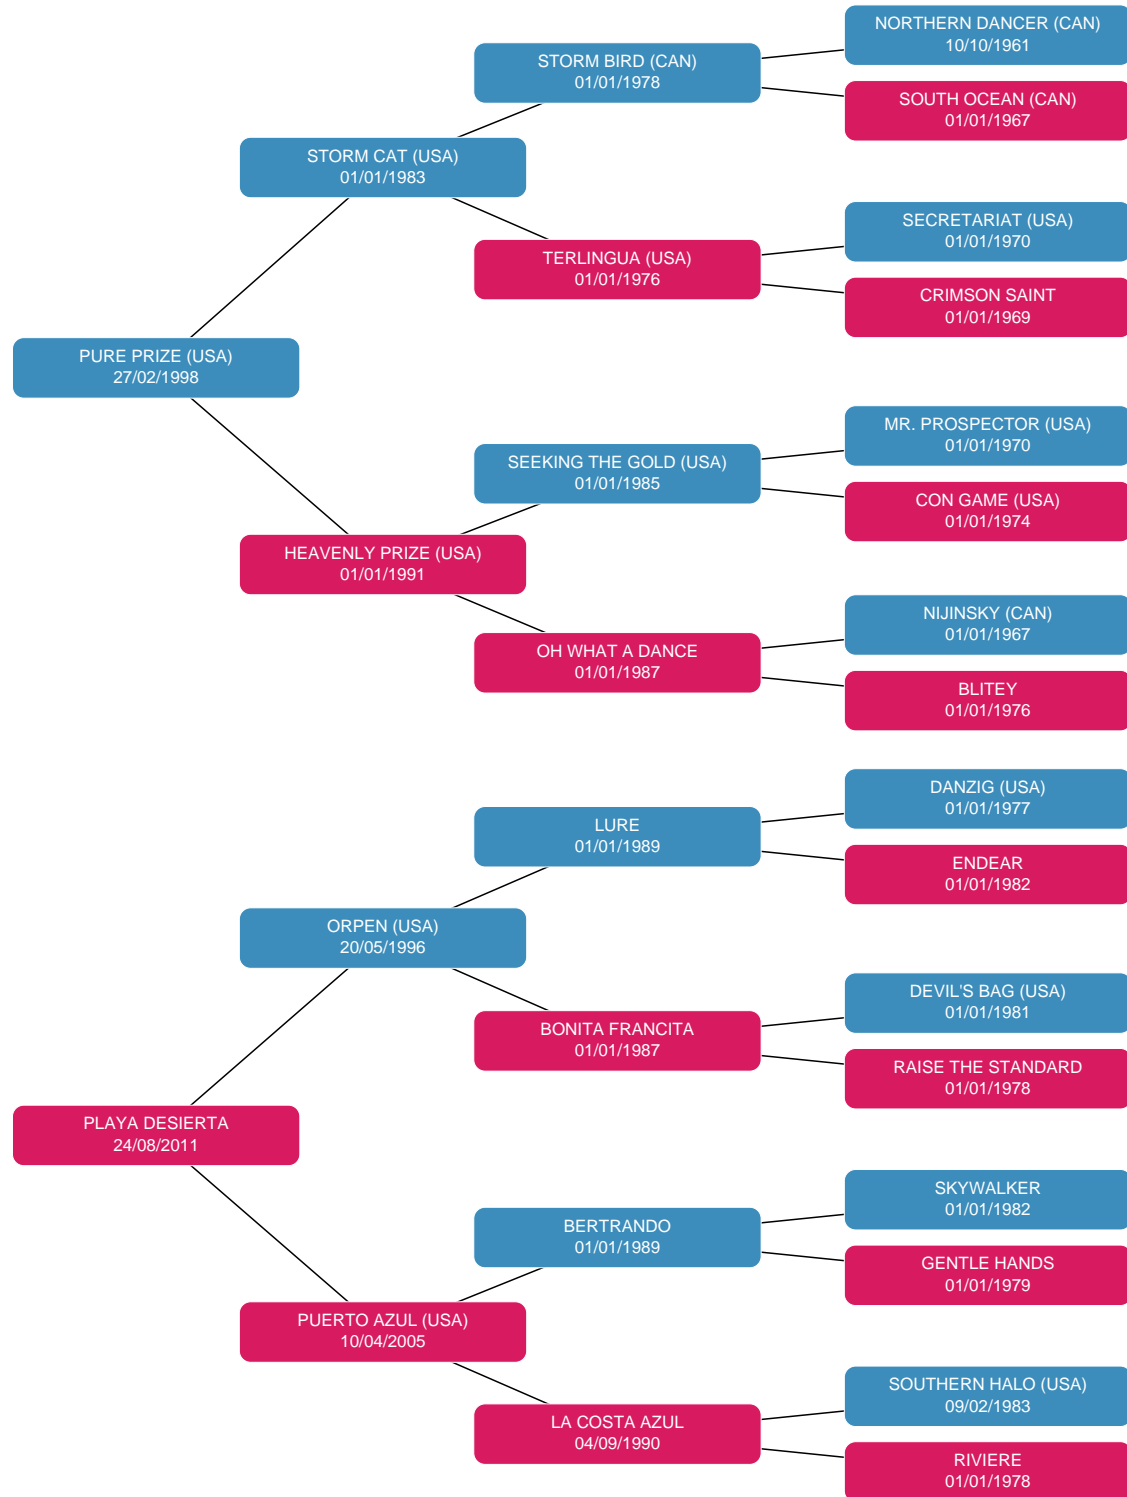 NORTHERN DANCER (CAN)
10/10/1961
STORM BIRD (CAN)
01/01/1978
SOUTH OCEAN (CAN)
01/01/1967
STORM CAT (USA)
01/01/1983
SECRETARIAT (USA)
01/01/1970
TERLINGUA (USA)
01/01/1976
CRIMSON SAINT
01/01/1969
PURE PRIZE (USA)
27/02/1998
MR. PROSPECTOR (USA)
01/01/1970
SEEKING THE GOLD (USA)
01/01/1985
CON GAME (USA)
01/01/1974
HEAVENLY PRIZE (USA)
01/01/1991
NIJINSKY (CAN)
01/01/1967
OH WHAT A DANCE
01/01/1987
BLITEY
01/01/1976
DANZIG (USA)
01/01/1977
LURE
01/01/1989
ENDEAR
01/01/1982
ORPEN (USA)
20/05/1996
DEVIL'S BAG (USA)
01/01/1981
BONITA FRANCITA
01/01/1987
RAISE THE STANDARD
01/01/1978
PLAYA DESIERTA
24/08/2011
SKYWALKER
01/01/1982
BERTRANDO
01/01/1989
GENTLE HANDS
01/01/1979
PUERTO AZUL (USA)
10/04/2005
SOUTHERN HALO (USA)
09/02/1983
LA COSTA AZUL
04/09/1990
RIVIERE
01/01/1978